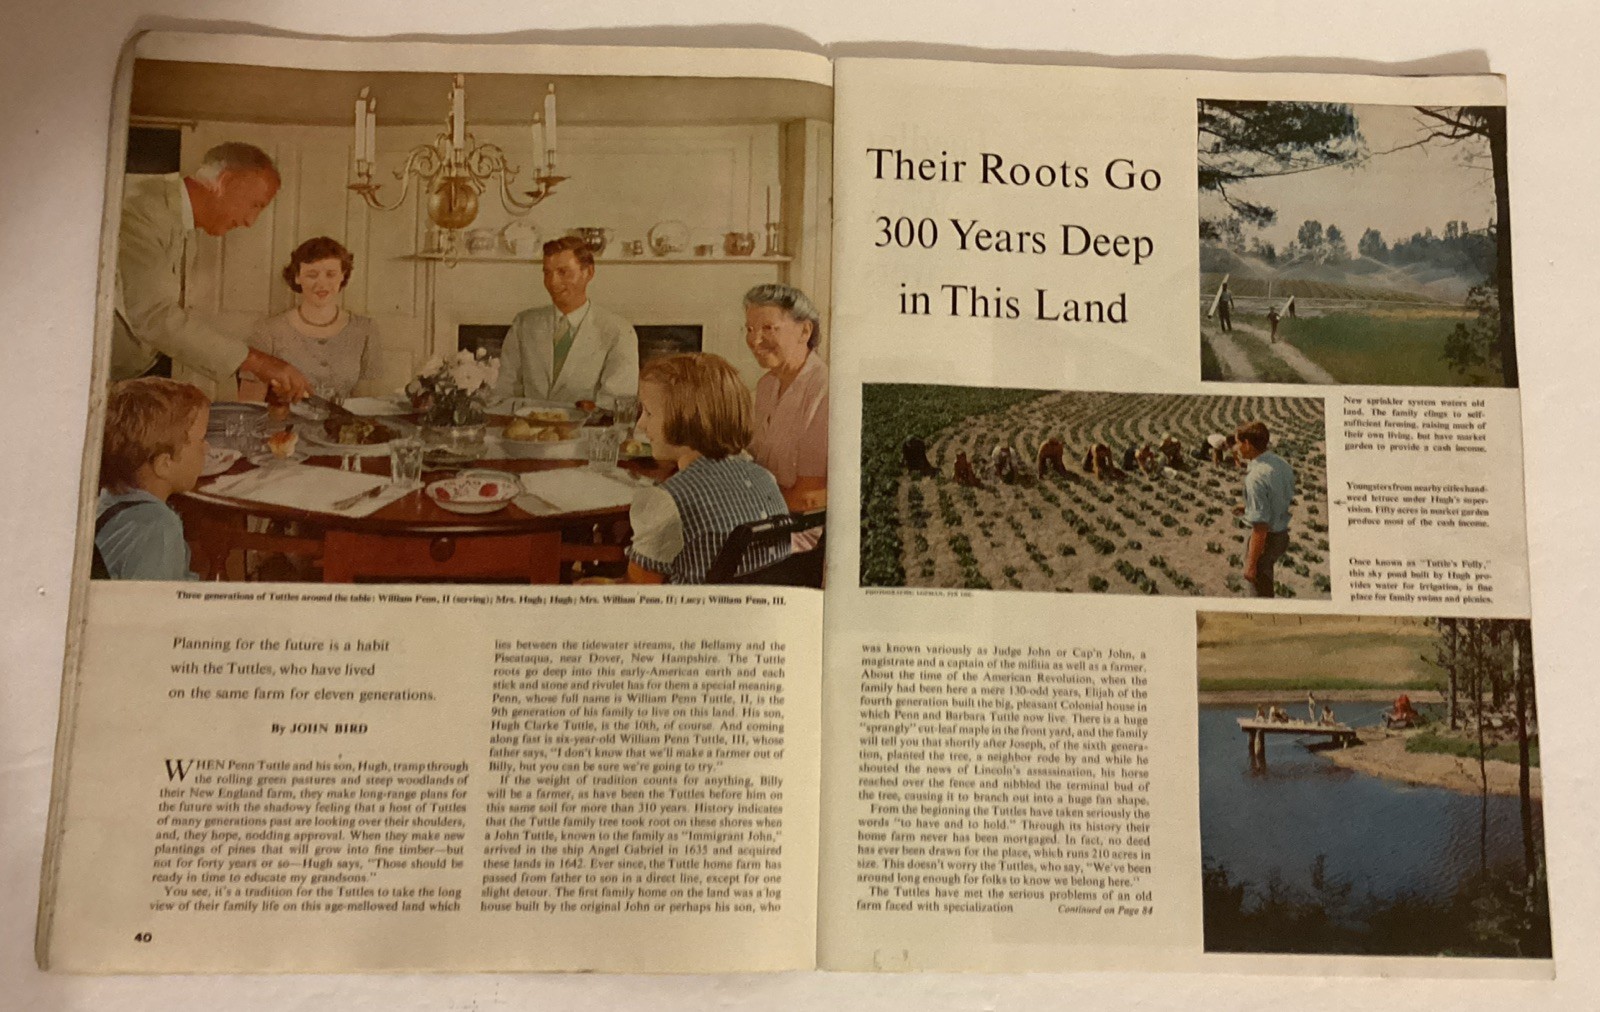 Three generations of Tuttles around the table: William Penn, II (serving); Mrs. Hugh; Hugh; Mrs. William Penn, II; Lucy; William Penn, III.
Planning for the future is a habit
with the Tuttles, who have lived
on the same farm for eleven generations.
By JOHN BIRD
WHEN Penn Tuttle and his son, Hugh, tramp through
the rolling green pastures and steep woodlands of
their New England farm, they make long-range plans for
the future with the shadowy feeling that a host of Tuttles
of many generations past are looking over their shoulders,
and, they hope, nodding approval. When they make new
plantings of pines that will grow into fine timber—but
not for forty years or so—Hugh says, "Those should be
ready in time to educate my grandsons."
You see, it's a tradition for the Tuttles to take the long
view of their family life on this age-mellowed land which
40
lies between the tidewater streams, the Bellamy and the
Piscataqua, near Dover, New Hampshire. The Tuttle
roots go deep into this early-American earth and each
stick and stone and rivulet has for them a special meaning.
Penn, whose full name is William Penn Tuttle, II, is the
9th generation of his family to live on this land. His son,
Hugh Clarke Tuttle, is the 10th, of course. And coming
along fast is six-year-old William Penn Tuttle, III, whose
father says, "I don't know that we'll make a farmer out of
Billy, but you can be sure we're going to try."
If the weight of tradition counts for anything, Billy
will be a farmer, as have been the Tuttles before him on
this same soil for more than 310 years. History indicates
that the Tuttle family tree took root on these shores when
a John Tuttle, known to the family as "Immigrant John,"
arrived in the ship Angel Gabriel in 1635 and acquired
these lands in 1642. Ever since, the Tuttle home farm has
passed from father to son in a direct line, except for one
slight detour. The first family home on the land was a log
house built by the original John or perhaps his son, who
Their Roots Go
300 Years Deep
in This Land
New sprinkler system waters old
land. The family clings to self-
sufficient farming, raising much of
their own living, but have market
garden to provide a cash income.
Youngsters from nearby cities hand-
weed lettuce under Hugh's super-
vision. Fifty acres in market garden
produce most of the cash income.
Once known as "Tuttle's Folly,"
this sky pond built by Hugh pro-
vides water for irrigation, is fine
place for family swims and picnics.
was known variously as Judge John or Cap'n John, a
magistrate and a captain of the militia as well as a farmer.
About the time of the American Revolution, when the
family had been here a mere 130-odd years, Elijah of the
fourth generation built the big, pleasant Colonial house in
which Penn and Barbara Tuttle now live. There is a huge
"sprangly" cut-leaf maple in the front yard, and the family
will tell you that shortly after Joseph, of the sixth genera-
tion, planted the tree, a neighbor rode by and while he
shouted the news of Lincoln's assassination, his horse
reached over the fence and nibbled the terminal bud of
the tree, causing it to branch out into a huge fan shape.
From the beginning the Tuttles have taken seriously the
words "to have and to hold." Through its history their
home farm never has been mortgaged. In fact, no deed
has ever been drawn for the place, which runs 210 acres in
size. This doesn't worry the Tuttles, who say, "We've been
around long enough for folks to know we belong here."
The Tuttles have met the serious problems of an old
farm faced with specialization Continued on Page 84